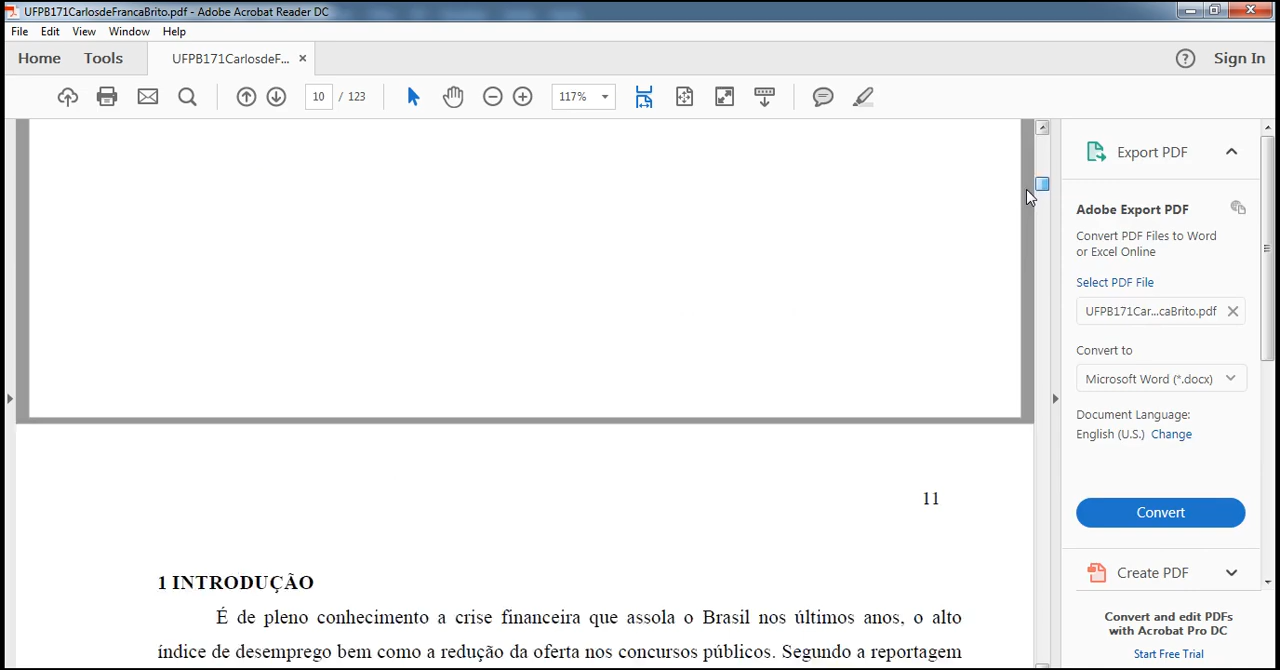 UFPB171CarlosdeFrancaBrito.pdf - Adobe Acrobat Reader DC
File Edit View Window Help
Home Tools UFPB171CarlosdeF... × Sign In
10 / 123 117%
Export PDF
Adobe Export PDF
Convert PDF Files to Word
or Excel Online
Select PDF File
UFPB171Car...caBrito.pdf
Convert to
Microsoft Word (*.docx)
Document Language:
English (U.S.) Change
Convert
Create PDF
Convert and edit PDFs
with Acrobat Pro DC
Start Free Trial
11
1 INTRODUÇÃO
É de pleno conhecimento a crise financeira que assola o Brasil nos últimos anos, o alto
índice de desemprego bem como a redução da oferta nos concursos públicos. Segundo a reportagem